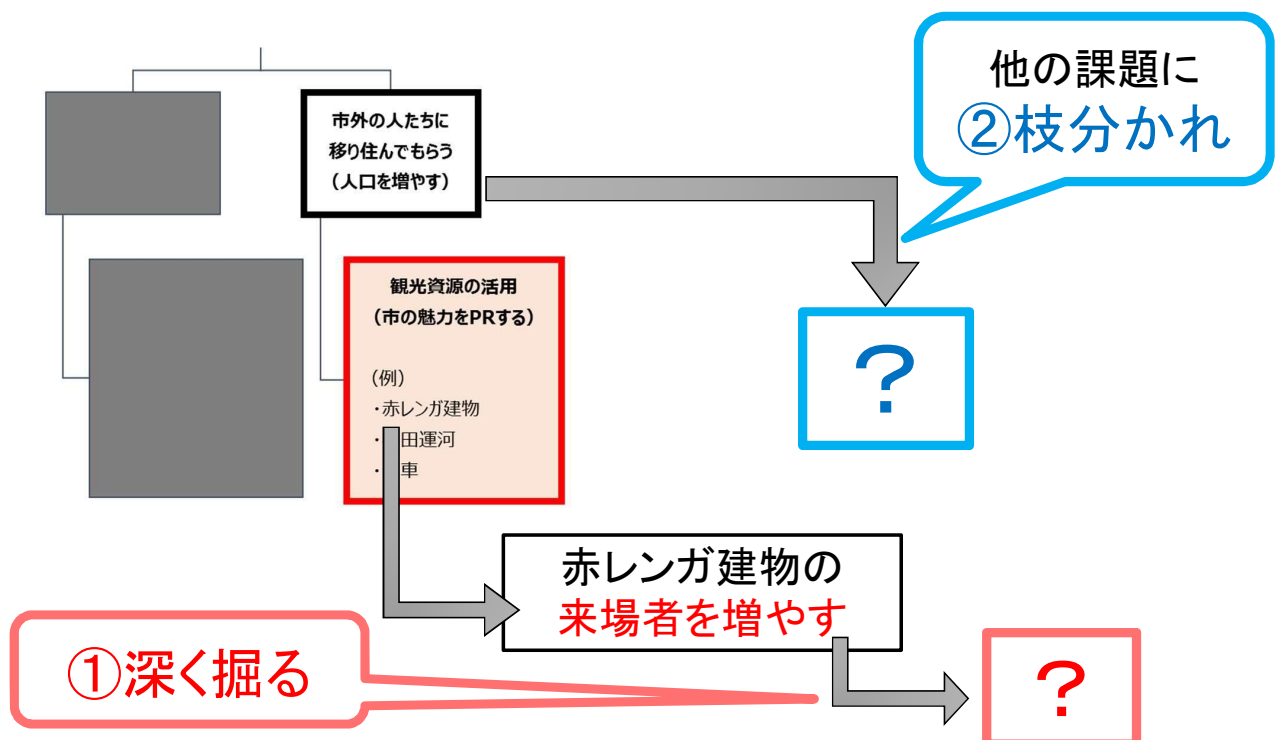 他の課題に
②枝分かれ
市外の人たちに
移り住んでもらう
(人口を増やす)
観光資源の活用
(市の魅力をPRする)
(例)
・赤レンガ建物
・田運河
・車
?
赤レンガ建物の
来場者を増やす
①深く掘る
?